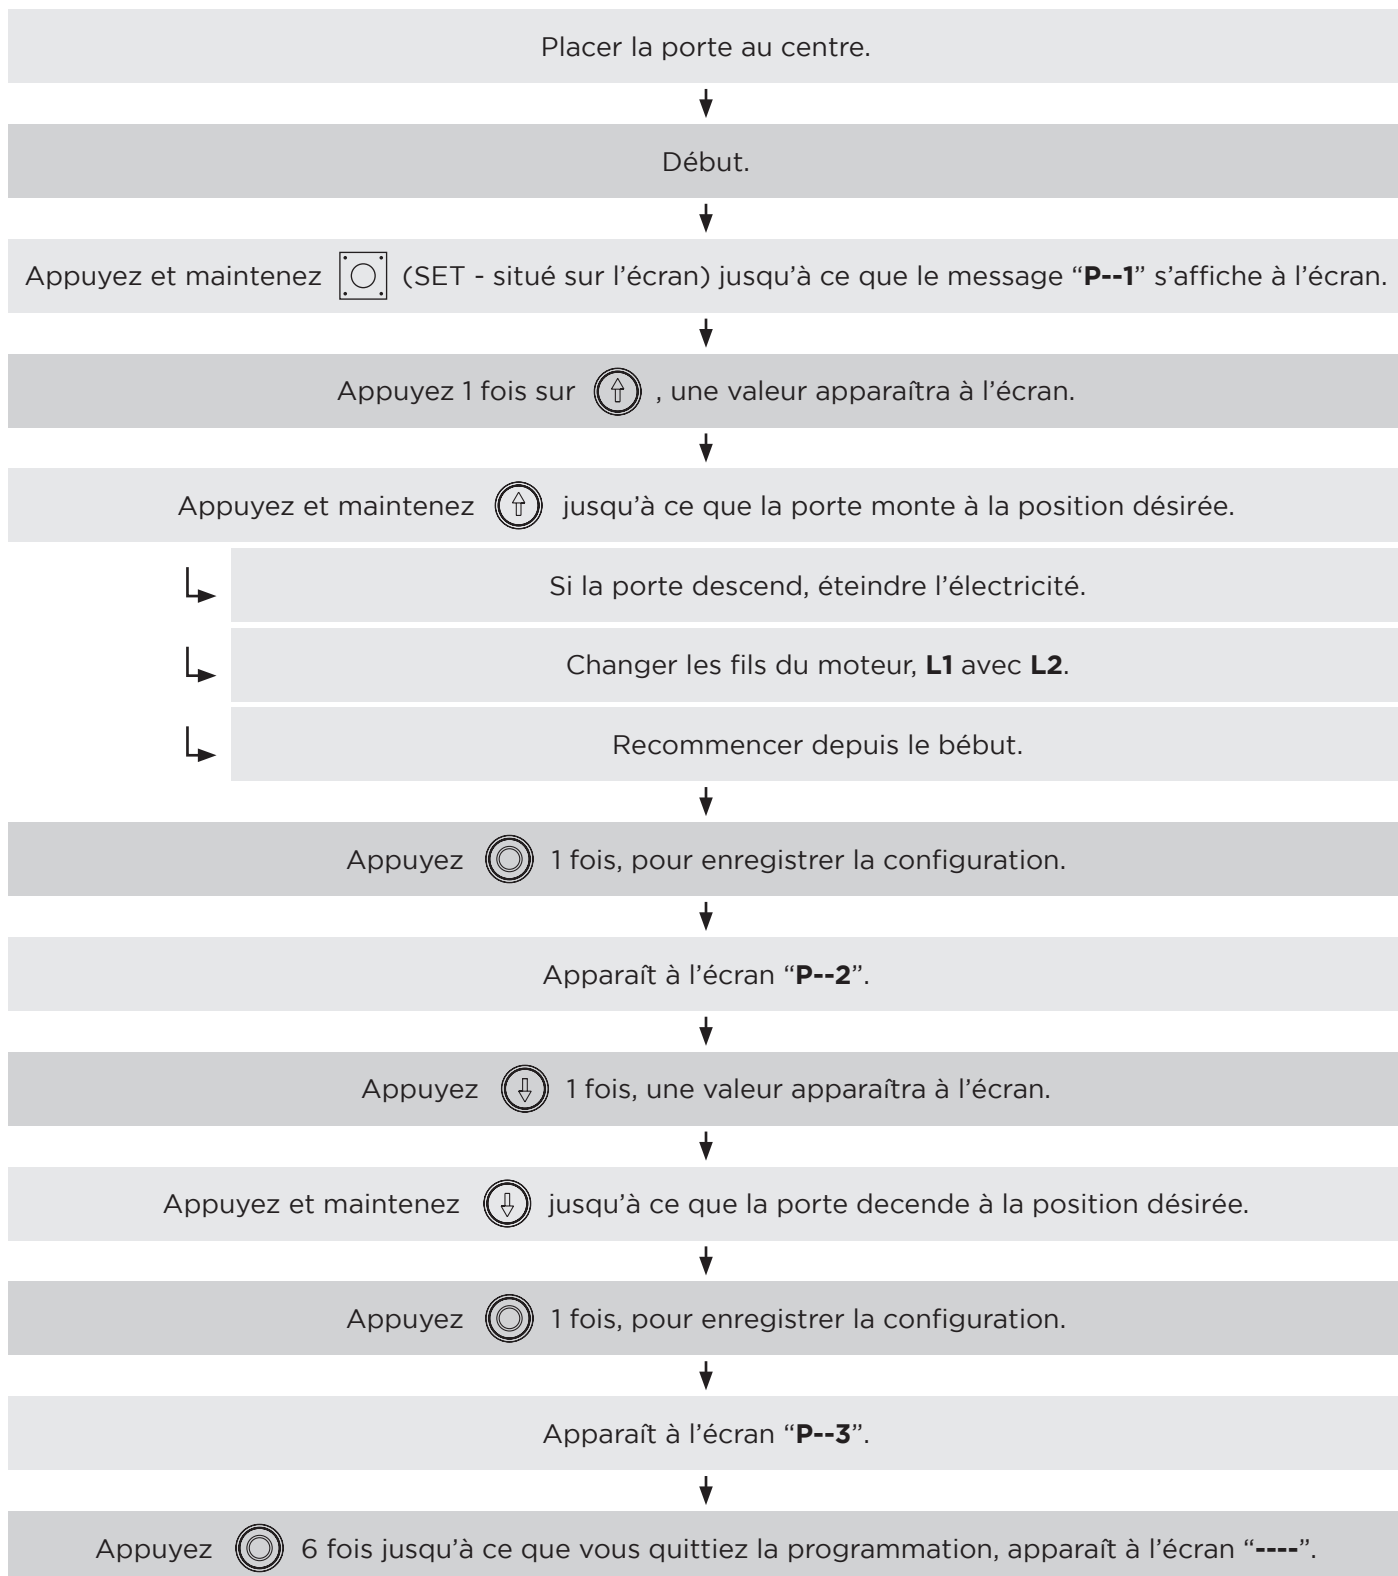 Placer la porte au centre.
Début.
Appuyez et maintenez (SET - situé sur l’écran) jusqu’à ce que le message “P--1” s’affiche à l’écran.
Appuyez 1 fois sur , une valeur apparaîtra à l’écran.
Appuyez et maintenez jusqu’à ce que la porte monte à la position désirée.
Si la porte descend, éteindre l’électricité.
Changer les fils du moteur, L1 avec L2.
Recommencer depuis le bébut.
Appuyez 1 fois, pour enregistrer la configuration.
Apparaît à l’écran “P--2”.
Appuyez 1 fois, une valeur apparaîtra à l’écran.
Appuyez et maintenez jusqu’à ce que la porte decende à la position désirée.
Appuyez 1 fois, pour enregistrer la configuration.
Apparaît à l’écran “P--3”.
Appuyez 6 fois jusqu’à ce que vous quittiez la programmation, apparaît à l’écran “----”.